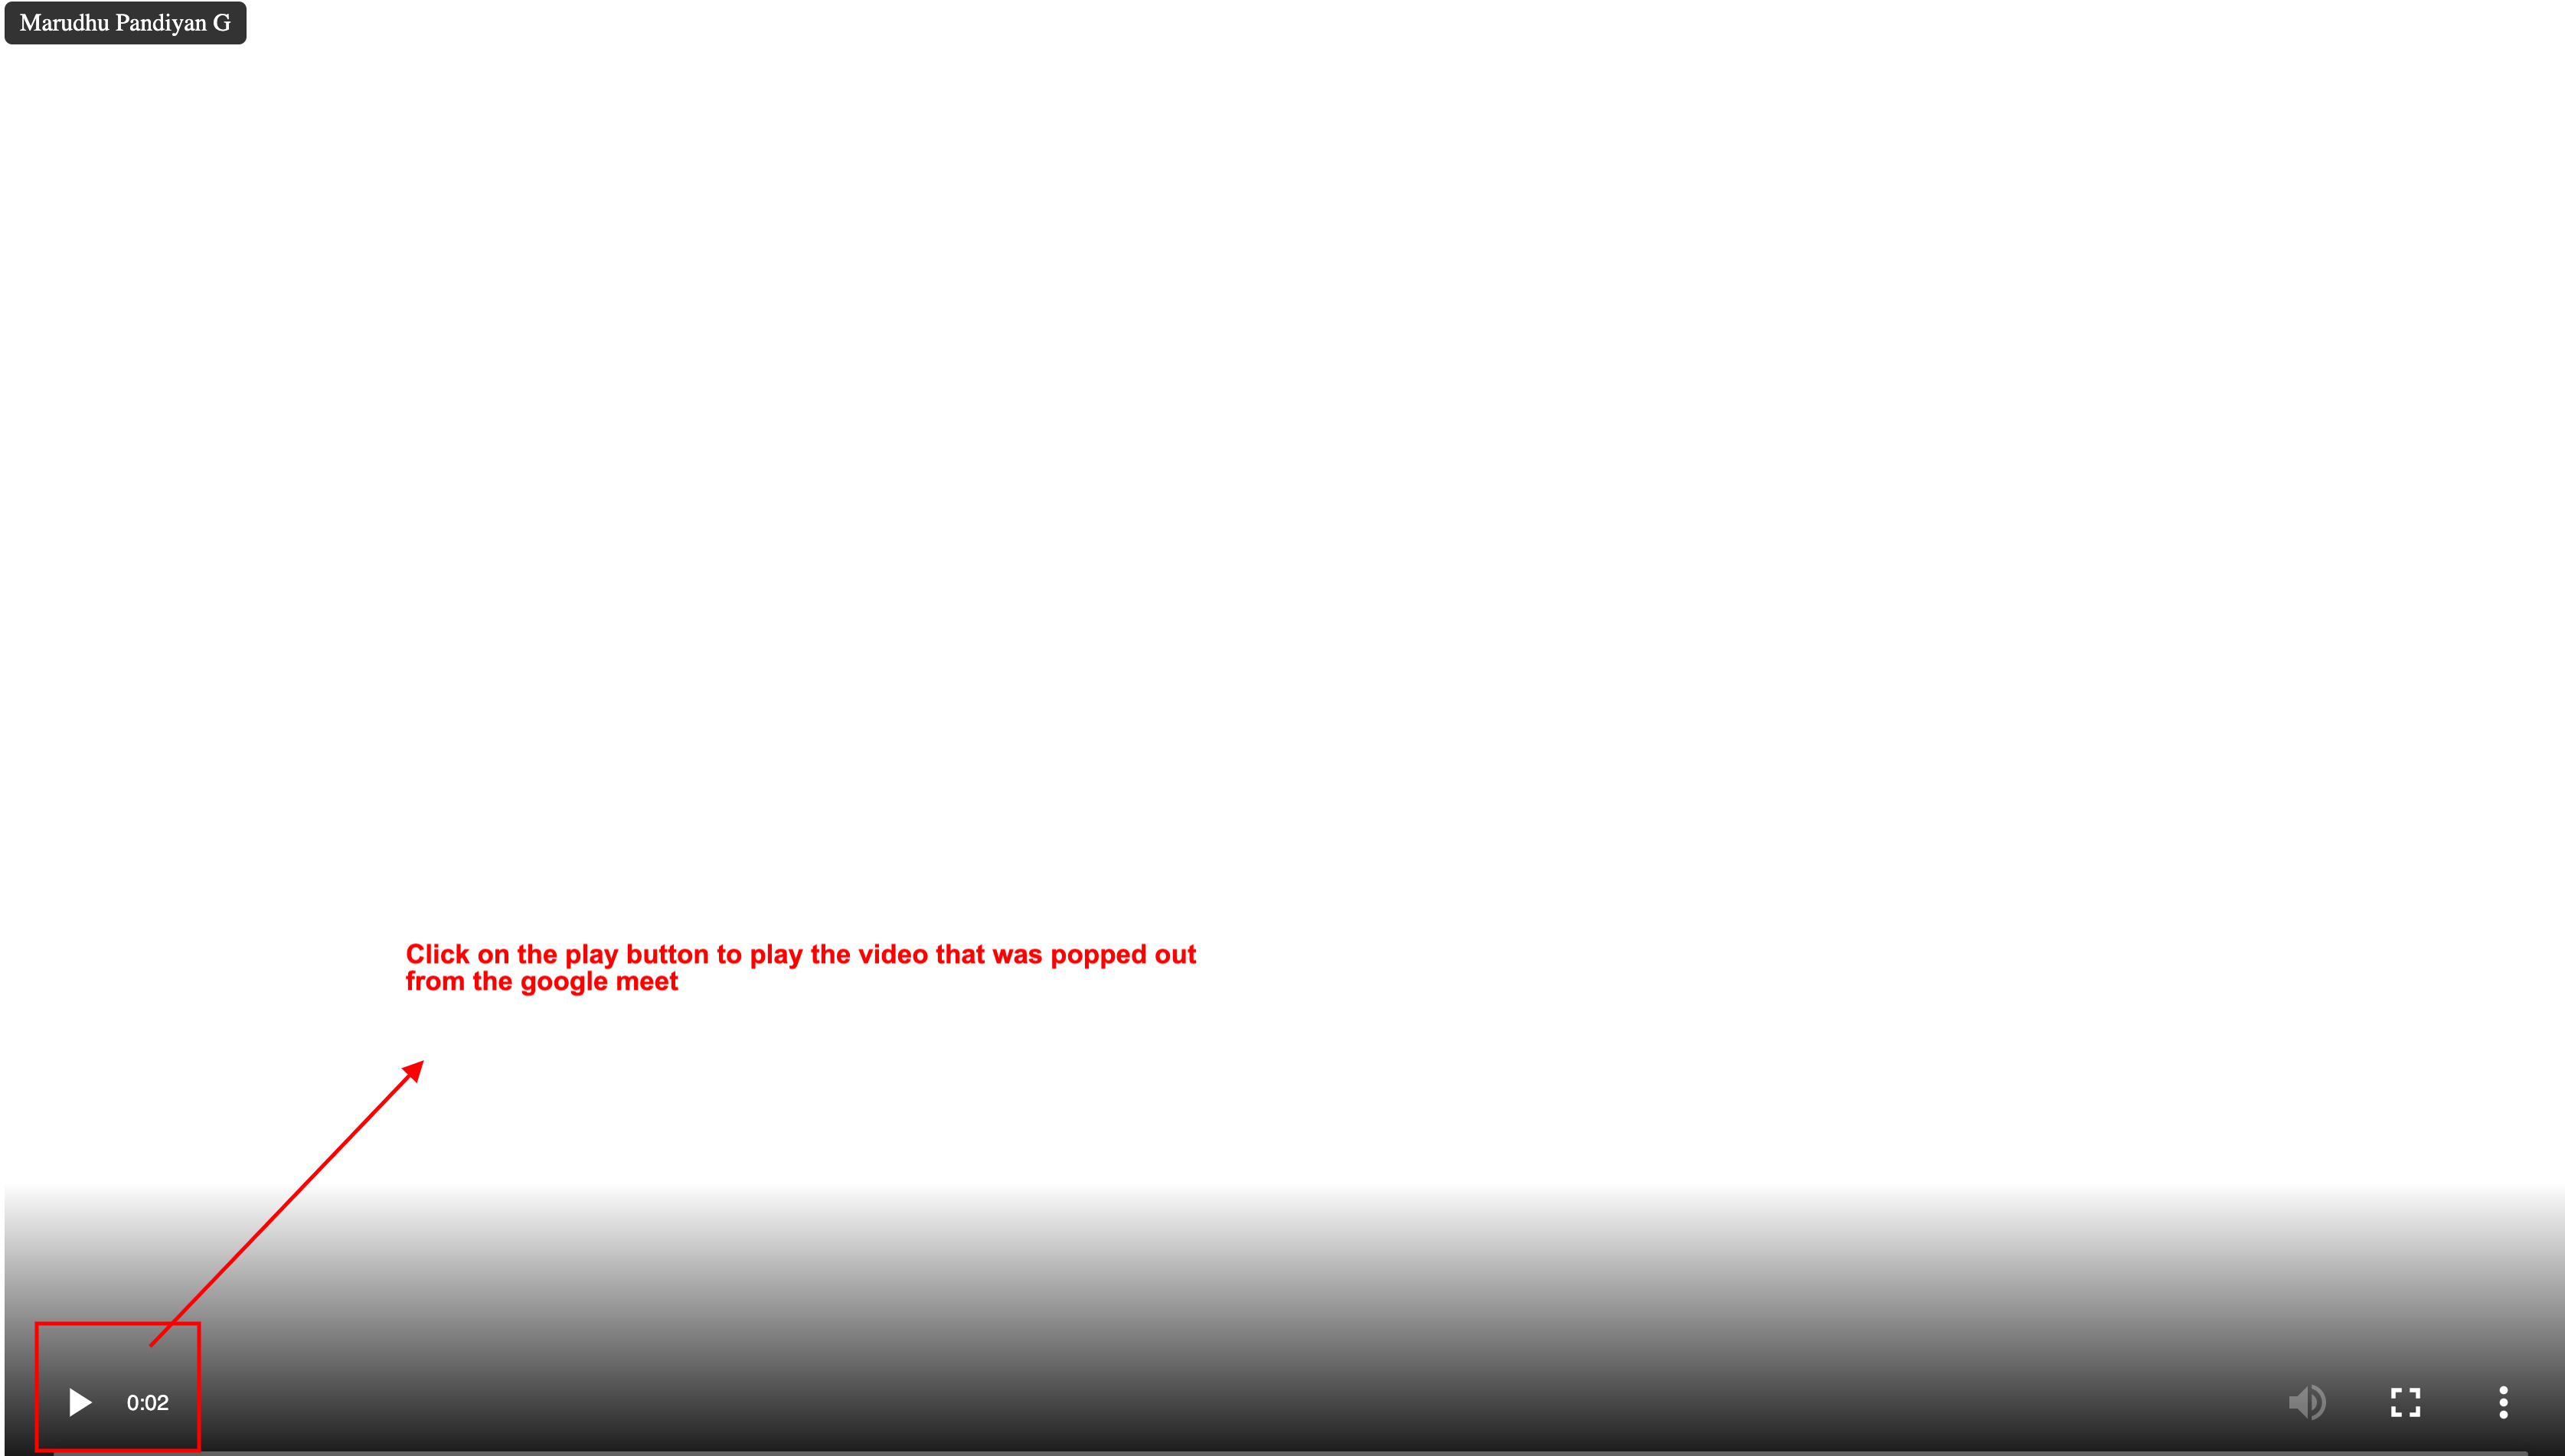 Marudhu Pandiyan G
Click on the play button to play the video that was popped out
from the google meet
0:02